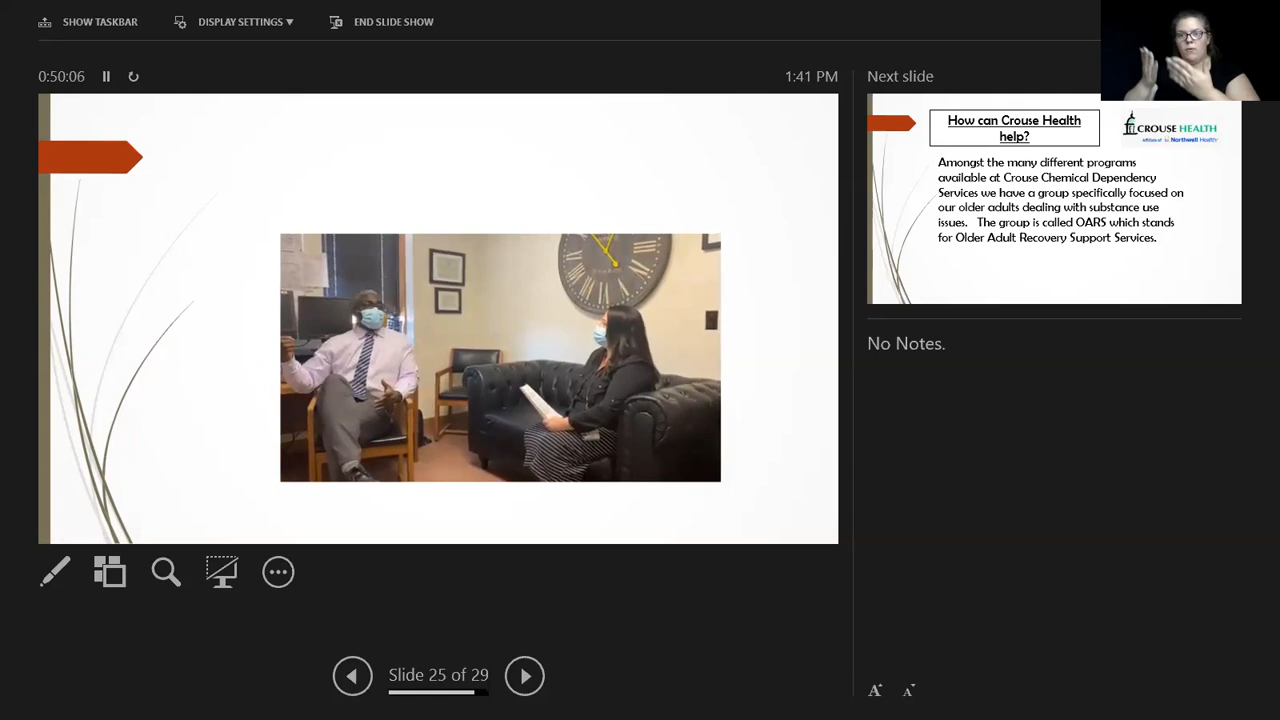 SHOW TASKBAR
DISPLAY SETTINGS ▼
END SLIDE SHOW
0:50:06
1:41 PM
Next slide
How can Crouse Health
help?
CROUSE HEALTH
Northwell Health
Amongst the many different programs
available at Crouse Chemical Dependency
Services we have a group specifically focused on
our older adults dealing with substance use
issues. The group is called OARS which stands
for Older Adult Recovery Support Services.
No Notes.
Slide 25 of 29
A
A